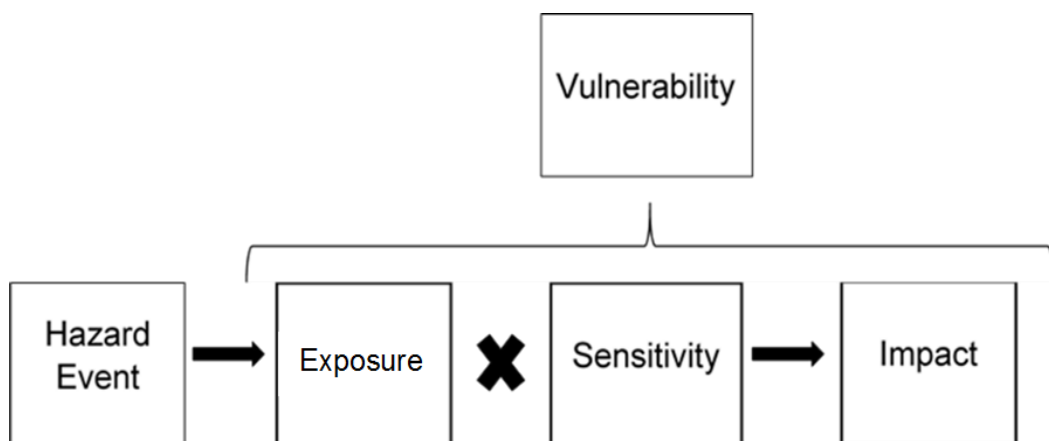 Vulnerability
Hazard
Event
Exposure
Sensitivity
Impact